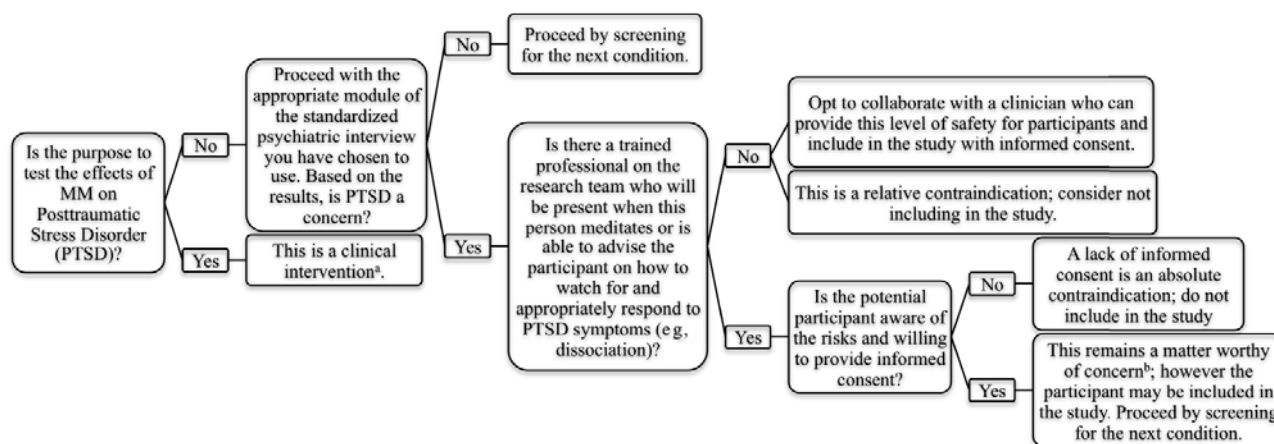 Is the purpose to
test the effects of
MM on
Posttraumatic
Stress Disorder
(PTSD)?
No
Proceed with the
appropriate module of
the standardized
psychiatric interview
you have chosen to
use. Based on the
results, is PTSD a
concern?
Yes
This is a clinical
interventionᵃ.
No
Proceed by screening
for the next condition.
Yes
Is there a trained
professional on the
research team who will
be present when this
person meditates or is
able to advise the
participant on how to
watch for and
appropriately respond to
PTSD symptoms (e g,
dissociation)?
No
Opt to collaborate with a clinician who can
provide this level of safety for participants and
include in the study with informed consent.
This is a relative contraindication; consider not
including in the study.
Yes
Is the potential
participant aware of
the risks and willing
to provide informed
consent?
No
A lack of informed
consent is an absolute
contraindication; do not
include in the study
Yes
This remains a matter worthy
of concernᵇ; however the
participant may be included in
the study. Proceed by screening
for the next condition.